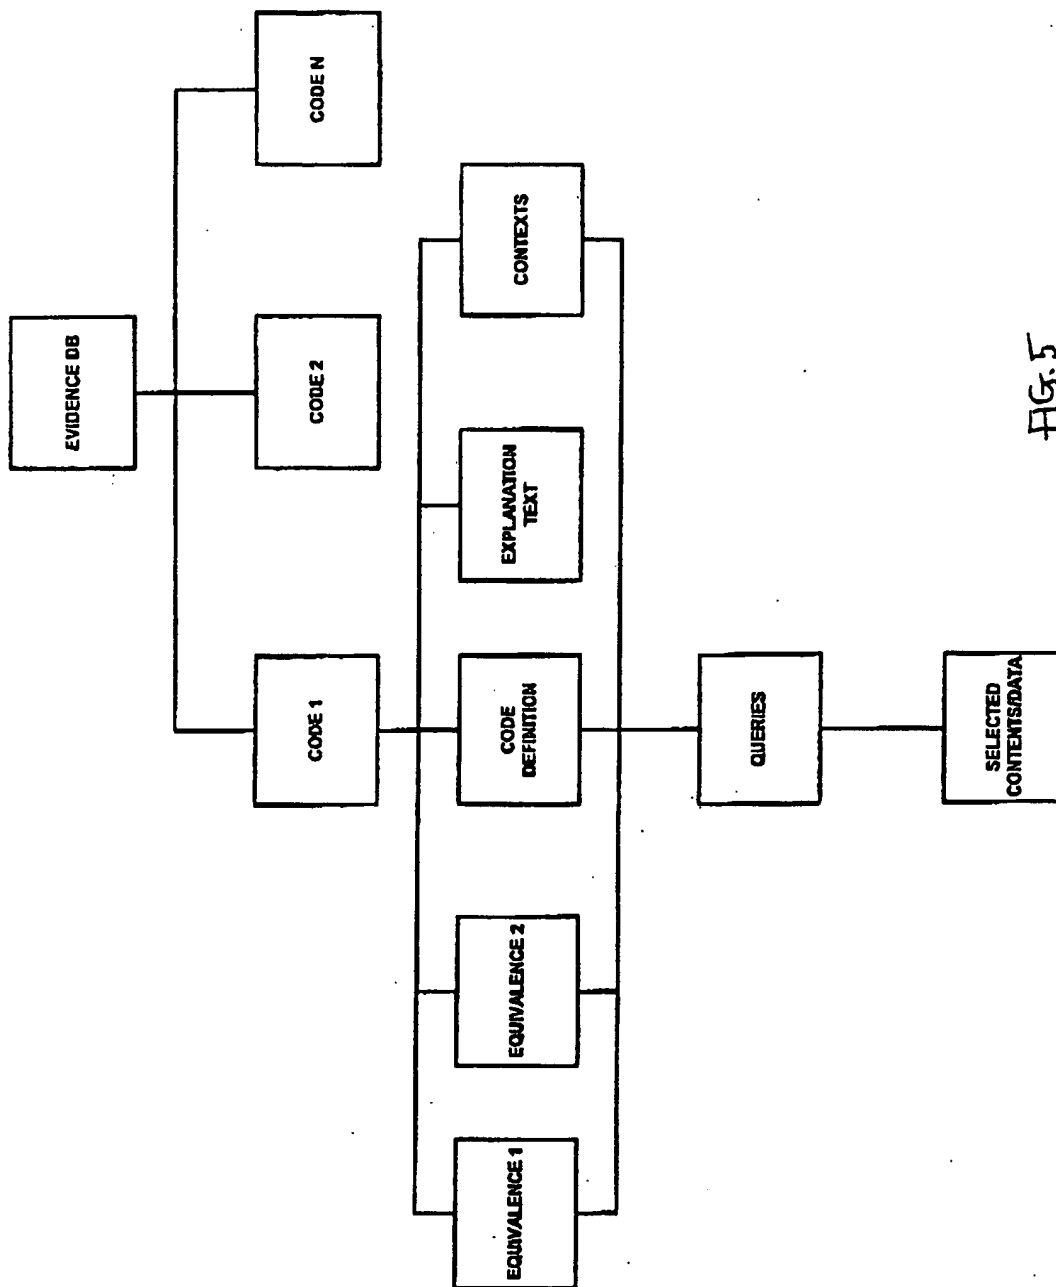 EVIDENCE DB
CODE 1
CODE 2
CODE N
EQUIVALENCE 1
EQUIVALENCE 2
CODE
DEFINITION
EXPLANATION
TEXT
CONTEXTS
QUERIES
SELECTED
CONTENTS/DATA
FIG. 5